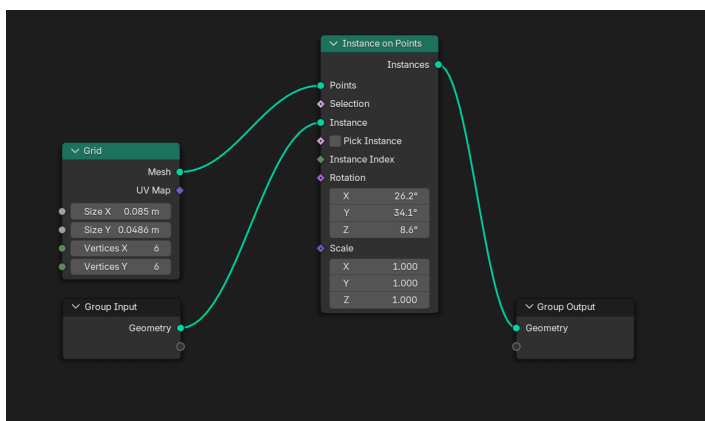 Instance on Points
Instances
Points
Selection
Instance
Pick Instance
Instance Index
Rotation
X 26.2°
Y 34.1°
Z 8.6°
Scale
X 1.000
Y 1.000
Z 1.000
Grid
Mesh
UV Map
Size X 0.085 m
Size Y 0.0486 m
Vertices X 6
Vertices Y 6
Group Input
Geometry
Group Output
Geometry